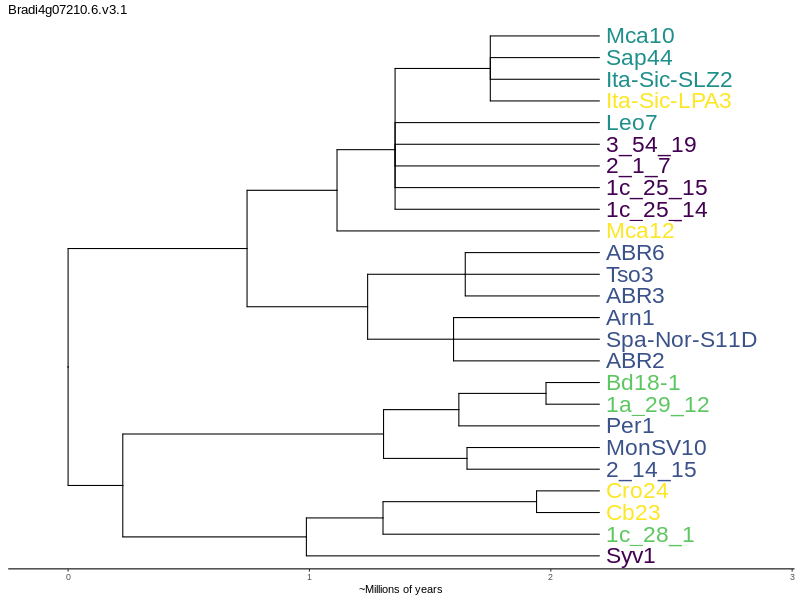 Bradi4g07210.6.v3.1
Mca10
Sap44
Ita-Sic-SLZ2
Ita-Sic-LPA3
Leo7
3_54_19
2_1_7
1c_25_15
1c_25_14
Mca12
ABR6
Tso3
ABR3
Arn1
Spa-Nor-S11D
ABR2
Bd18-1
1a_29_12
Per1
MonSV10
2_14_15
Cro24
Cb23
1c_28_1
Syv1
0 1 2 3
~Millions of years